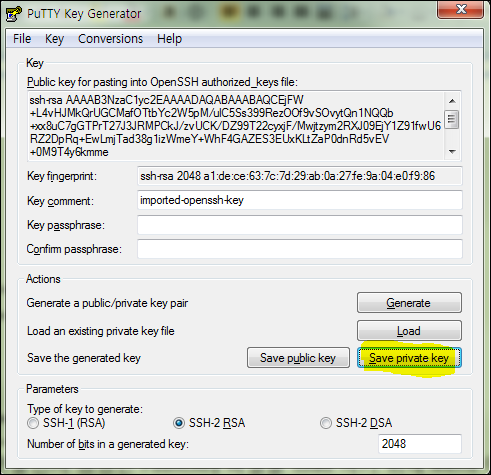 PuTTY Key Generator
File Key Conversions Help
Key
Public key for pasting into OpenSSH authorized_keys file:
ssh-rsa AAAAB3NzaC1yc2EAAAADAQABAAABAQCEjFW
+L4vHJMkQrUGCMafOTtbYc2W5pM/ulC5Ss399RezOOf9vSOvytQn1NQQb
+xx8uC7gGTPrT27J3JRMPCkJ/zvUCK/DZ99T22cyxjF/Mwjtzym2RXJ09EjY1Z91fwU6
RZ2DpRq+EwLmjTad38g1izWmeY+WhF4GAZES3EUxKLtZaP0dnRd5vEV
+0M9T4y6kmme
Key fingerprint: ssh-rsa 2048 a1:de:ce:63:7c:7d:29:ab:0a:27:fe:9a:04:e0:f9:86
Key comment: imported-openssh-key
Key passphrase:
Confirm passphrase:
Actions
Generate a public/private key pair Generate
Load an existing private key file Load
Save the generated key Save public key Save private key
Parameters
Type of key to generate:
SSH-1 (RSA) SSH-2 RSA SSH-2 DSA
Number of bits in a generated key: 2048